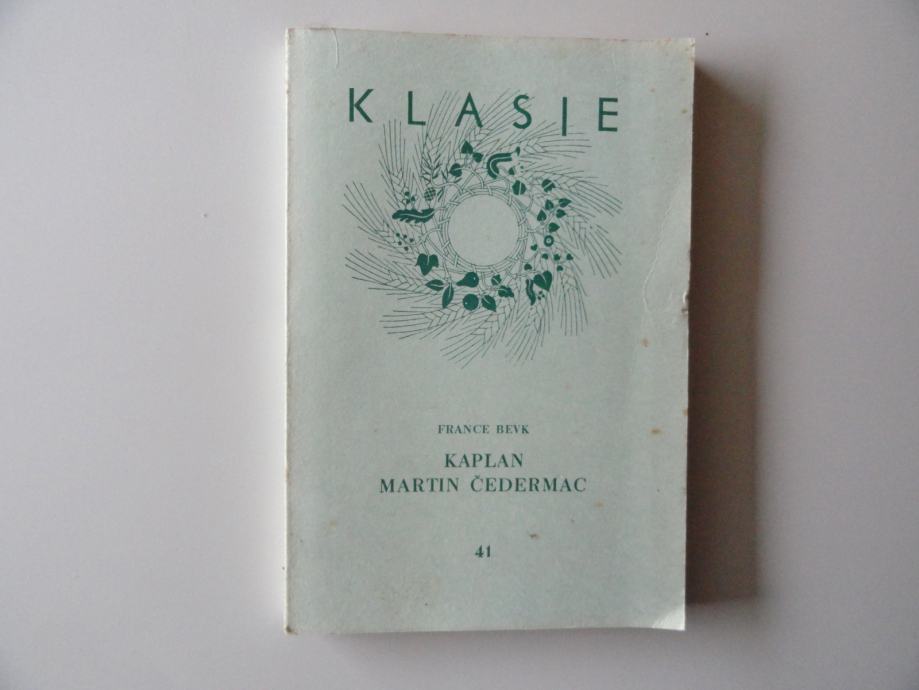 KLASJE
FRANCE BEVK
KAPLAN
MARTIN ČEDERMAC
41